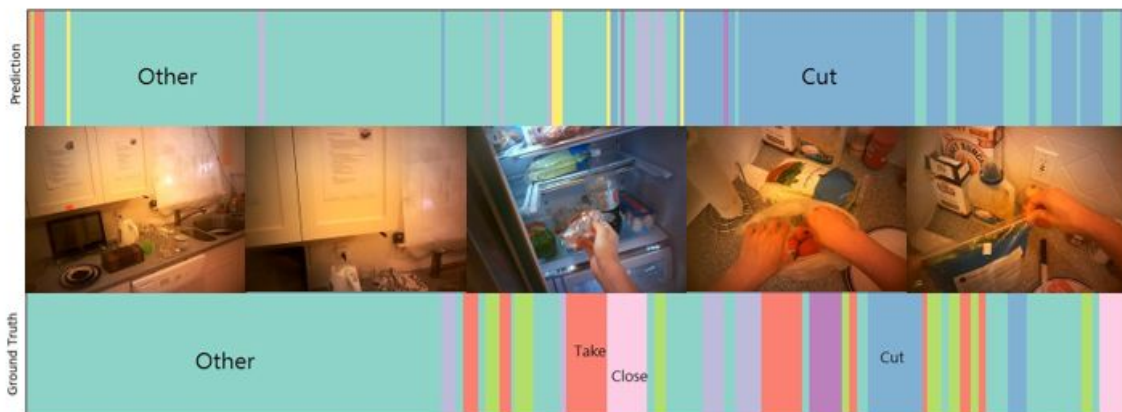 Prediction
Other
Cut
Ground Truth
Other
Take
Close
Cut